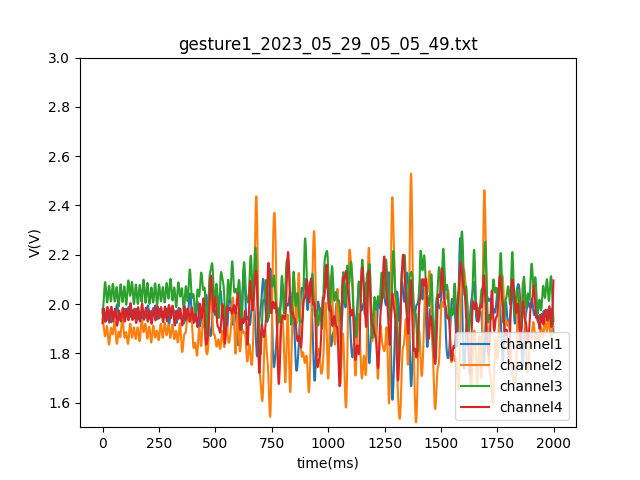 gesture1_2023_05_29_05_05_49.txt
3.0
2.8
2.6
2.4
2.2
2.0
1.8
1.6
V(V)
channel1
channel2
channel3
channel4
0 250 500 750 1000 1250 1500 1750 2000
time(ms)